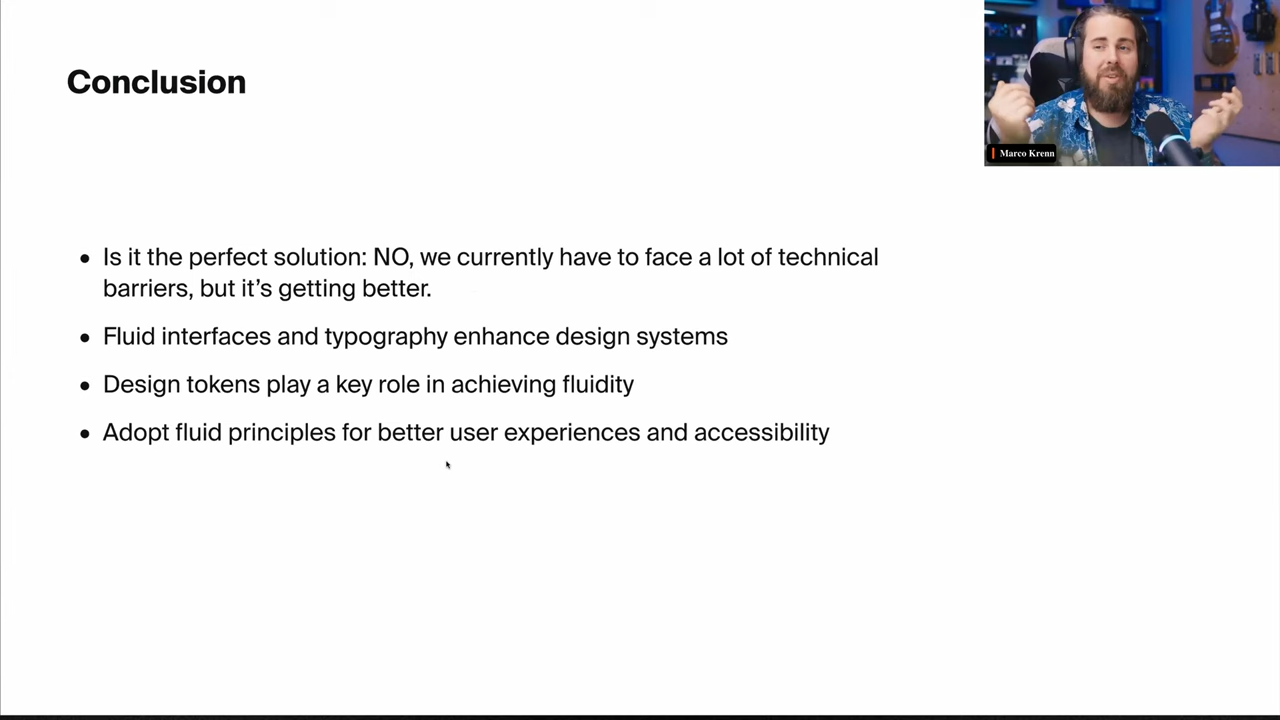 Conclusion
Marco Krenn
• Is it the perfect solution: NO, we currently have to face a lot of technical
barriers, but it’s getting better.
• Fluid interfaces and typography enhance design systems
• Design tokens play a key role in achieving fluidity
• Adopt fluid principles for better user experiences and accessibility